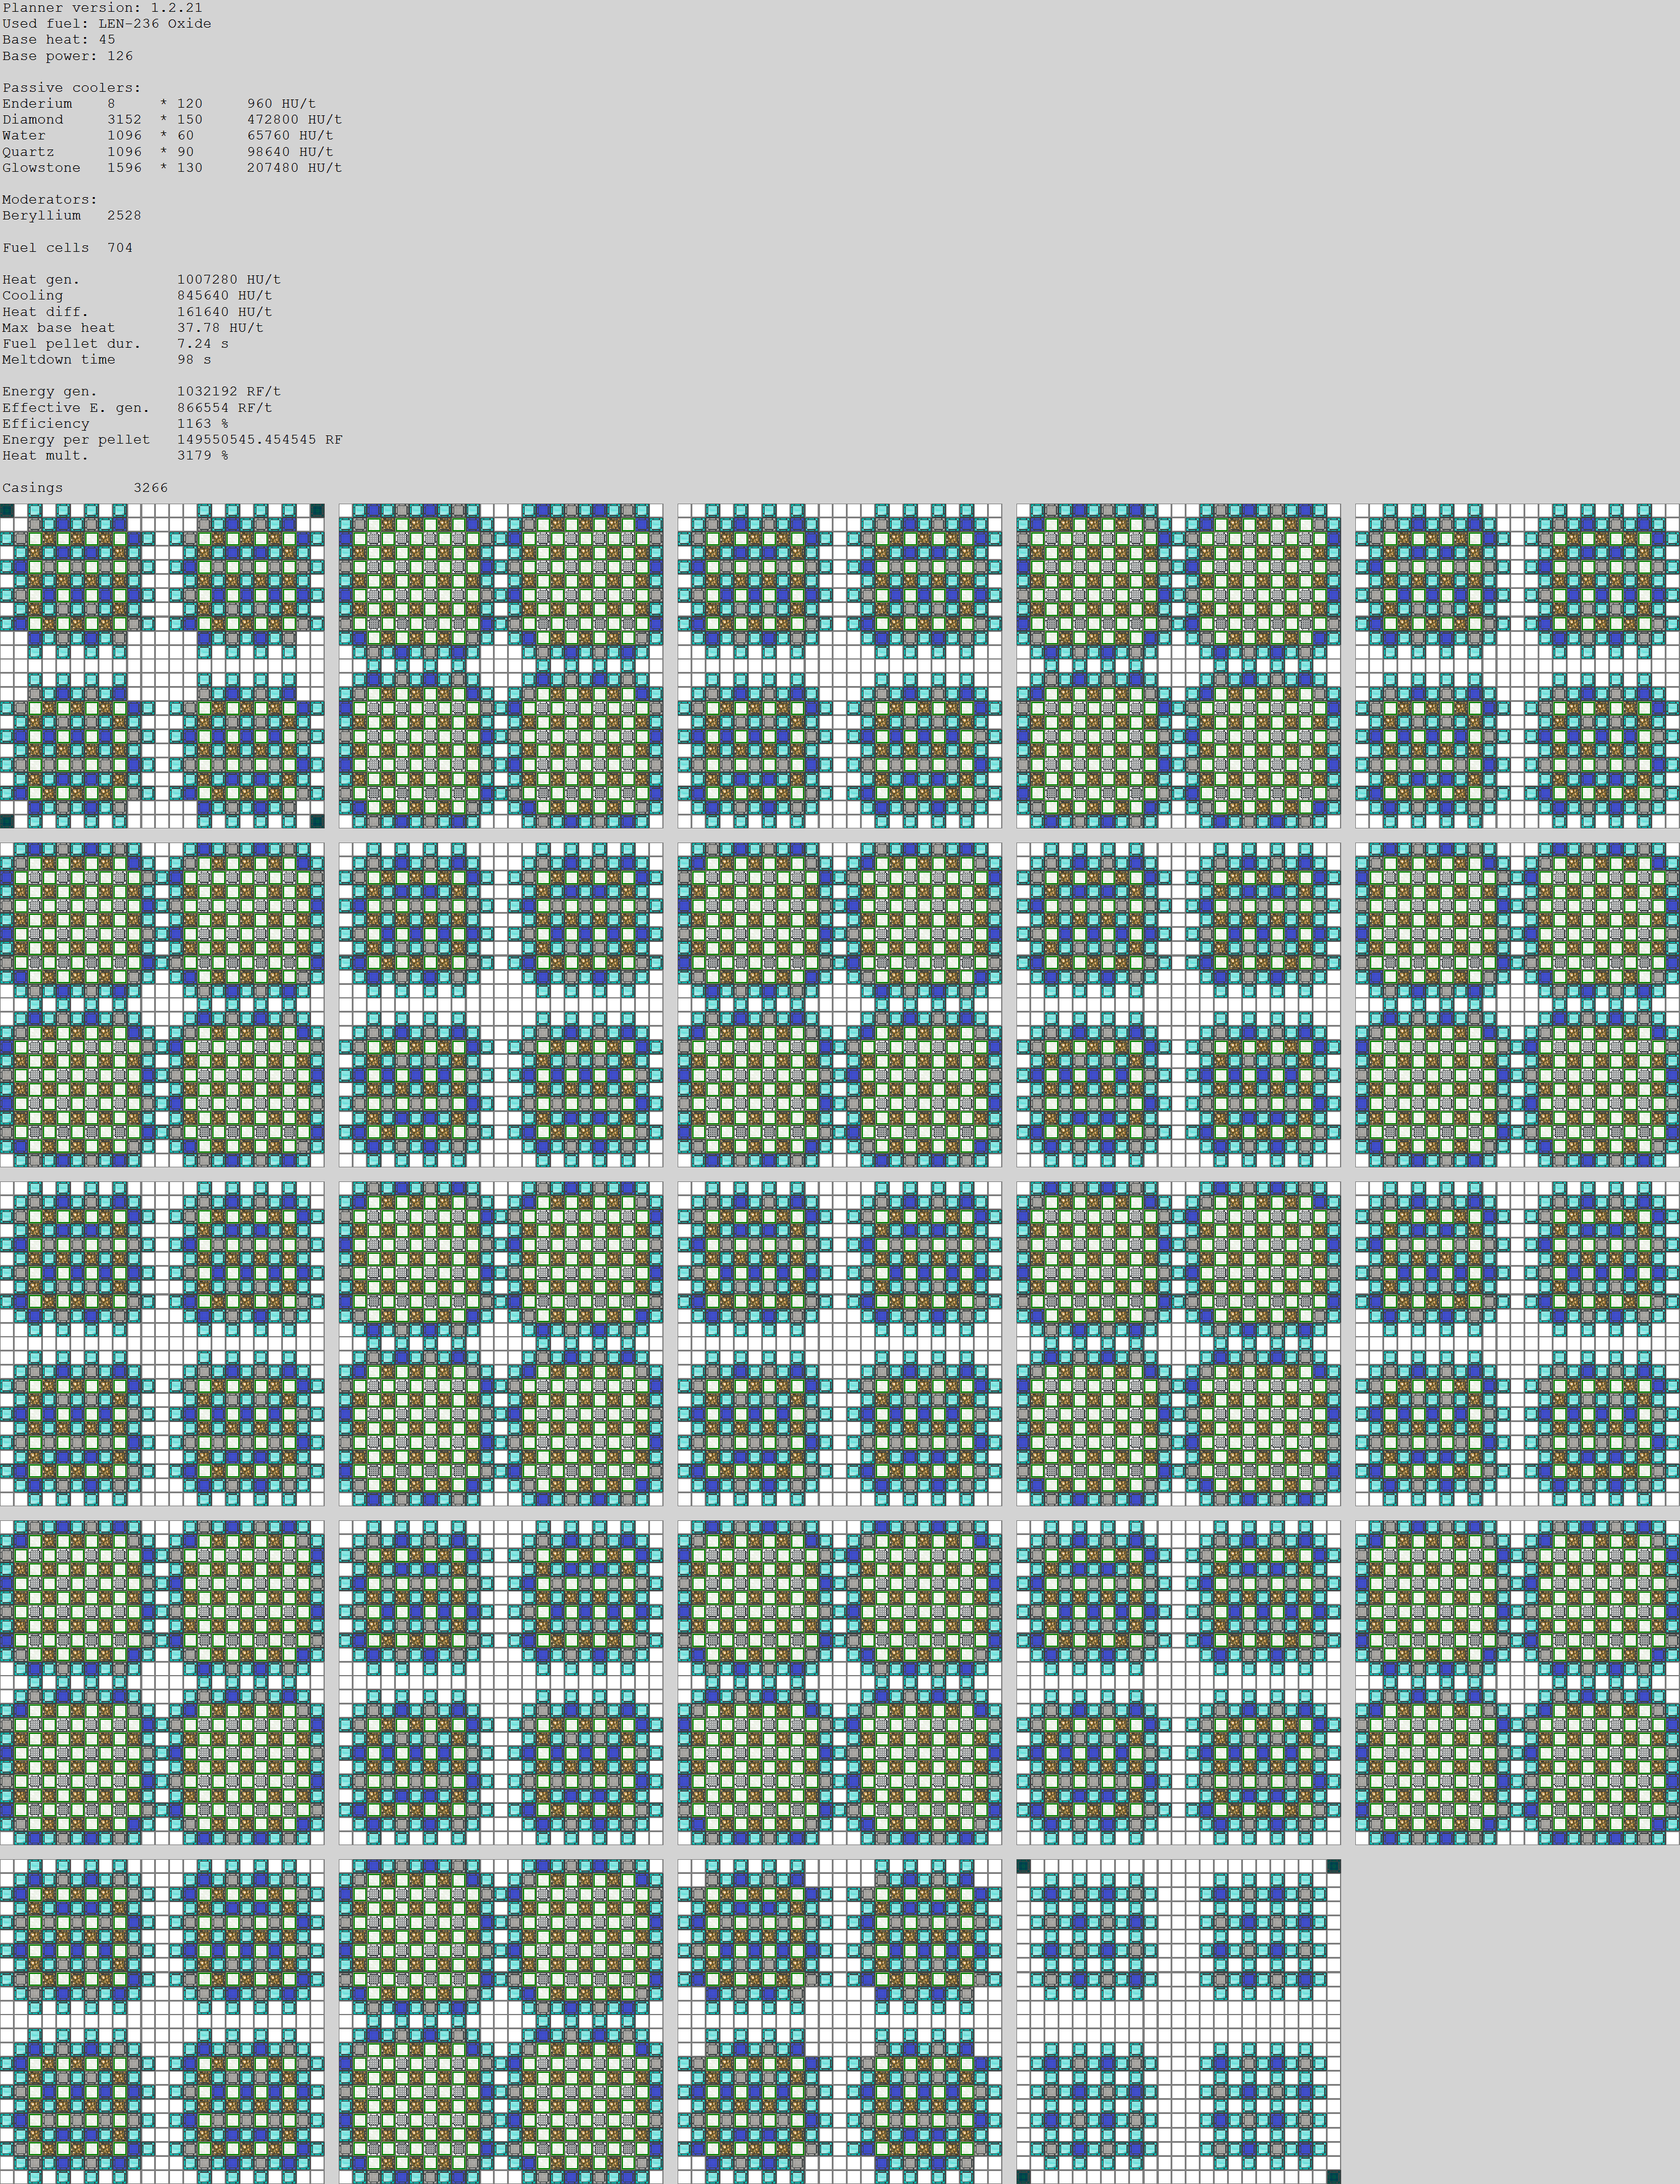 Planner version: 1.2.21
Used fuel: LEN-236 Oxide
Base heat: 45
Base power: 126
Passive coolers:
Enderium 8 * 120 960 HU/t
Diamond 3152 * 150 472800 HU/t
Water 1096 * 60 65760 HU/t
Quartz 1096 * 90 98640 HU/t
Glowstone 1596 * 130 207480 HU/t
Moderators:
Beryllium 2528
Fuel cells 704
Heat gen. 1007280 HU/t
Cooling 845640 HU/t
Heat diff. 161640 HU/t
Max base heat 37.78 HU/t
Fuel pellet dur. 7.24 s
Meltdown time 98 s
Energy gen. 1032192 RF/t
Effective E. gen. 866554 RF/t
Efficiency 1163 %
Energy per pellet 149550545.454545 RF
Heat mult. 3179 %
Casings 3266